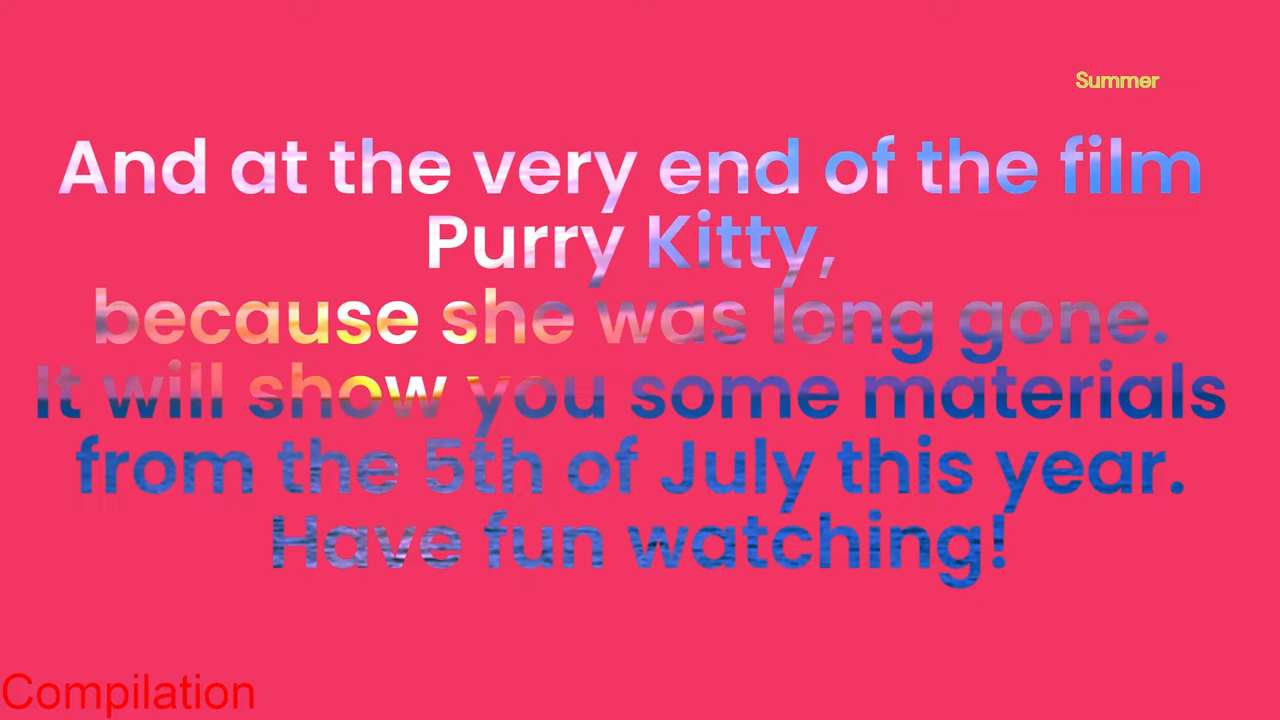 Summer
And at the very end of the film
Purry Kitty,
because she was long gone.
It will show you some materials
from the 5th of July this year.
Have fun watching!
Compilation